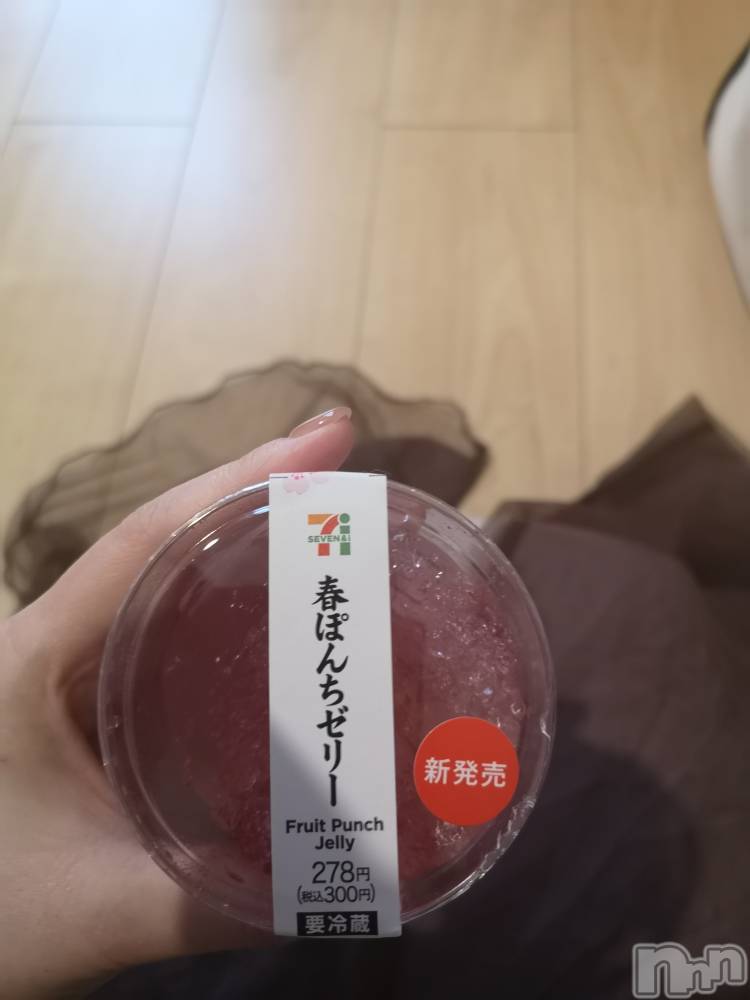 SEVEN & i
春ぽんちゼリー
Fruit Punch
Jelly
278円
(税込300円)
要冷蔵
新発売
nnn